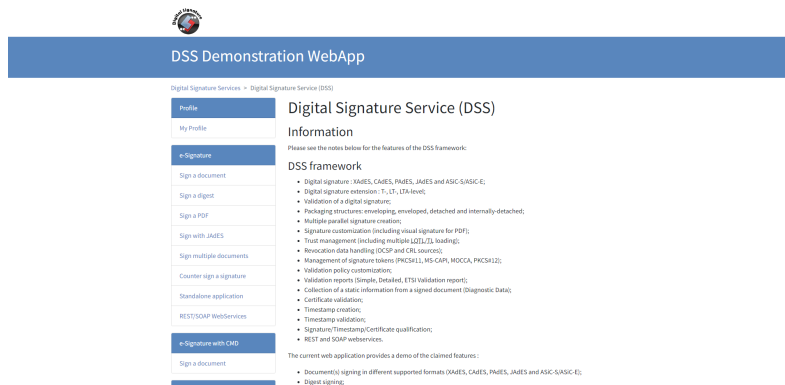 Digital Signature
DSS Demonstration WebApp
Digital Signature Services » Digital Signature Service (DSS)
Profile
My Profile
e-Signature
Sign a document
Sign a digest
Sign a PDF
Sign with JAdES
Sign multiple documents
Counter sign a signature
Standalone application
REST/SOAP WebServices
e-Signature with CMD
Sign a document
Digital Signature Service (DSS)
Information
Please see the notes below for the features of the DSS framework:
DSS framework
• Digital signature : XAdES, CAdES, PAdES, JAdES and ASiC-S/ASiC-E;
• Digital signature extension : T-, LT-, LTA-level;
• Validation of a digital signature;
• Packaging structures: enveloping, enveloped, detached and internally-detached;
• Multiple parallel signature creation;
• Signature customization (including visual signature for PDF);
• Trust management (including multiple LOTL/TL loading);
• Revocation data handling (OCSP and CRL sources);
• Management of signature tokens (PKCS#11, MS-CAPI, MOCCA, PKCS#12);
• Validation policy customization;
• Validation reports (Simple, Detailed, ETSI Validation report);
• Collection of a static information from a signed document (Diagnostic Data);
• Certificate validation;
• Timestamp creation;
• Timestamp validation;
• Signature/Timestamp/Certificate qualification;
• REST and SOAP webservices.
The current web application provides a demo of the claimed features :
• Document(s) signing in different supported formats (XAdES, CAdES, PAdES, JAdES and ASiC-S/ASiC-E);
• Digest signing;